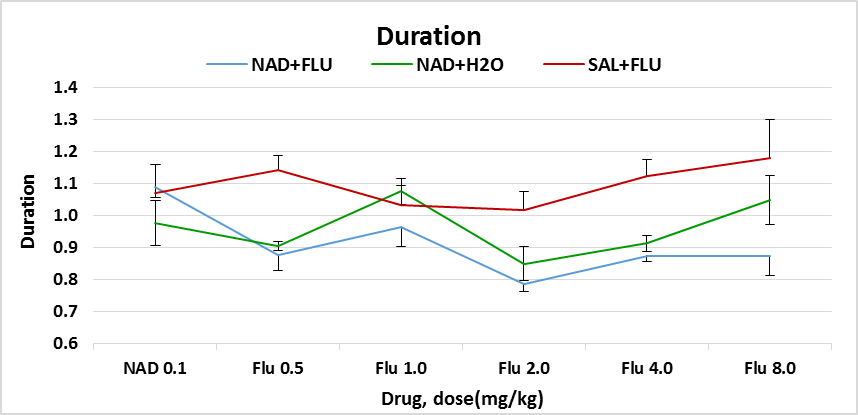 Duration
NAD+FLU NAD+H2O SAL+FLU
1.4
1.3
1.2
1.1
1.0
0.9
0.8
0.7
0.6
Duration
NAD 0.1 Flu 0.5 Flu 1.0 Flu 2.0 Flu 4.0 Flu 8.0
Drug, dose(mg/kg)